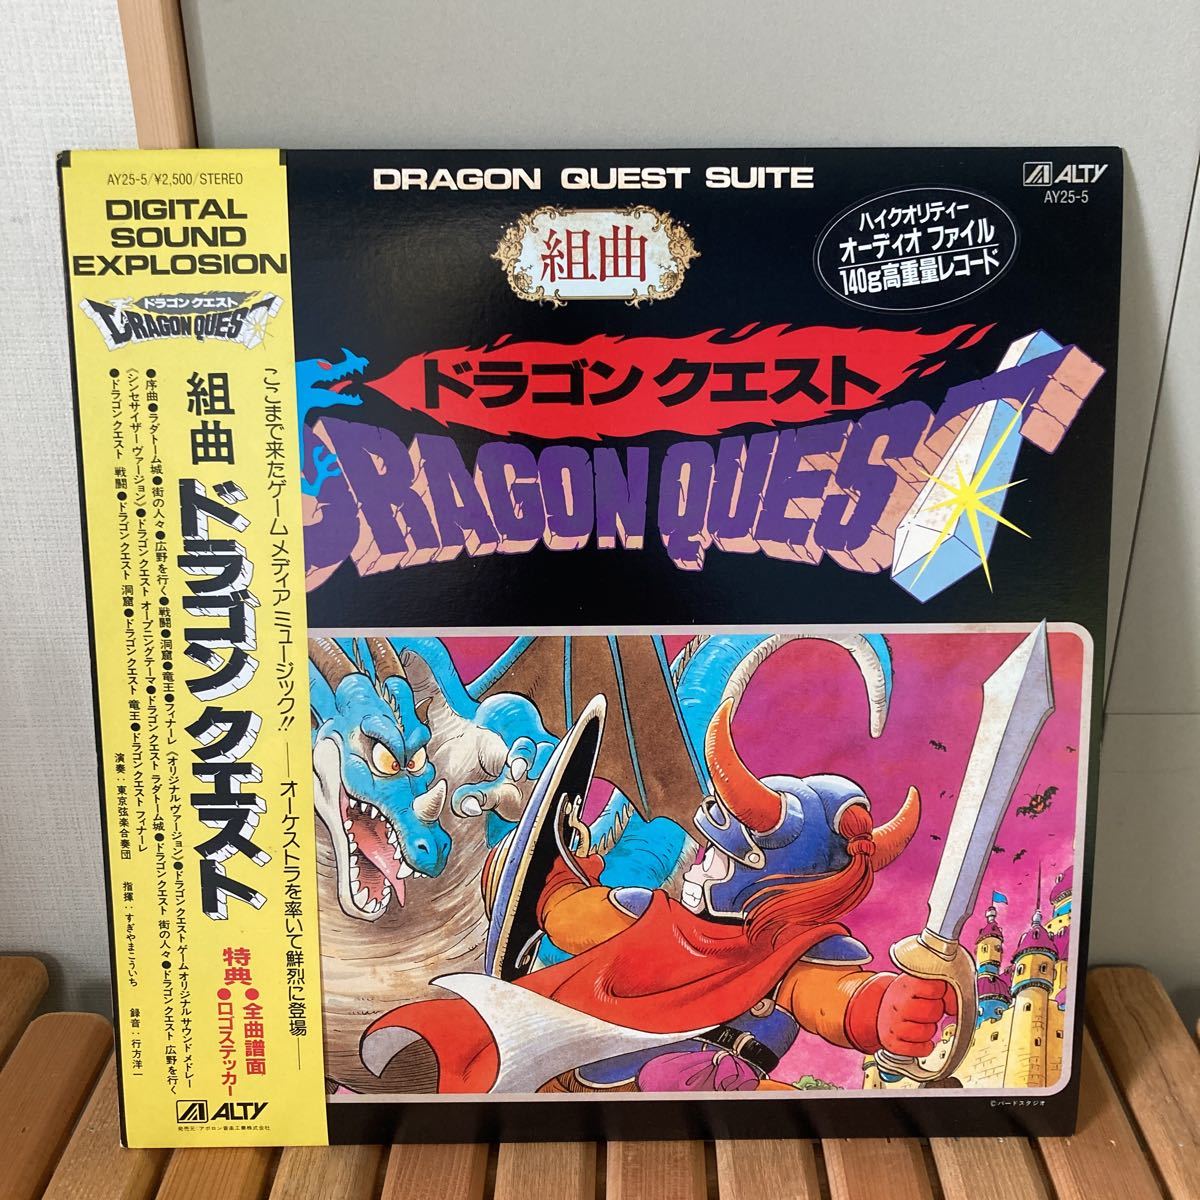 AY25-5/¥2,500/STEREO
DIGITAL
SOUND
EXPLOSION
ドラゴンクエスト
DRAGON QUEST
組曲 ドラゴンクエスト
ここまで来たゲームメディアミュージック!!──オーケストラを率いて鮮烈に登場──
●序曲●ラダトーム城●街の人々●広野を行く●戦闘●洞窟●竜王●フィナーレ《オリジナルヴァージョン》●ドラゴンクエストゲームオリジナルサウンドメドレー
《シンセサイザーヴァージョン》●ドラゴンクエスト オープニングテーマ●ドラゴンクエスト ラダトーム城●ドラゴンクエスト 街の人々●ドラゴンクエスト 広野を行く
●ドラゴンクエスト 戦闘●ドラゴンクエスト 洞窟●ドラゴンクエスト 竜王●ドラゴンクエスト フィナーレ
演奏：東京弦楽合奏団 指揮：すぎやまこういち 録音：行方洋一
特典●全曲譜面
●ロゴステッカー
ALTY
発売元:アポロン音楽工業株式会社
DRAGON QUEST SUITE
組曲
ALTY
AY25-5
ハイクオリティー
オーディオ ファイル
140g高重量レコード
ドラゴンクエスト
DRAGON QUEST
©バードスタジオ